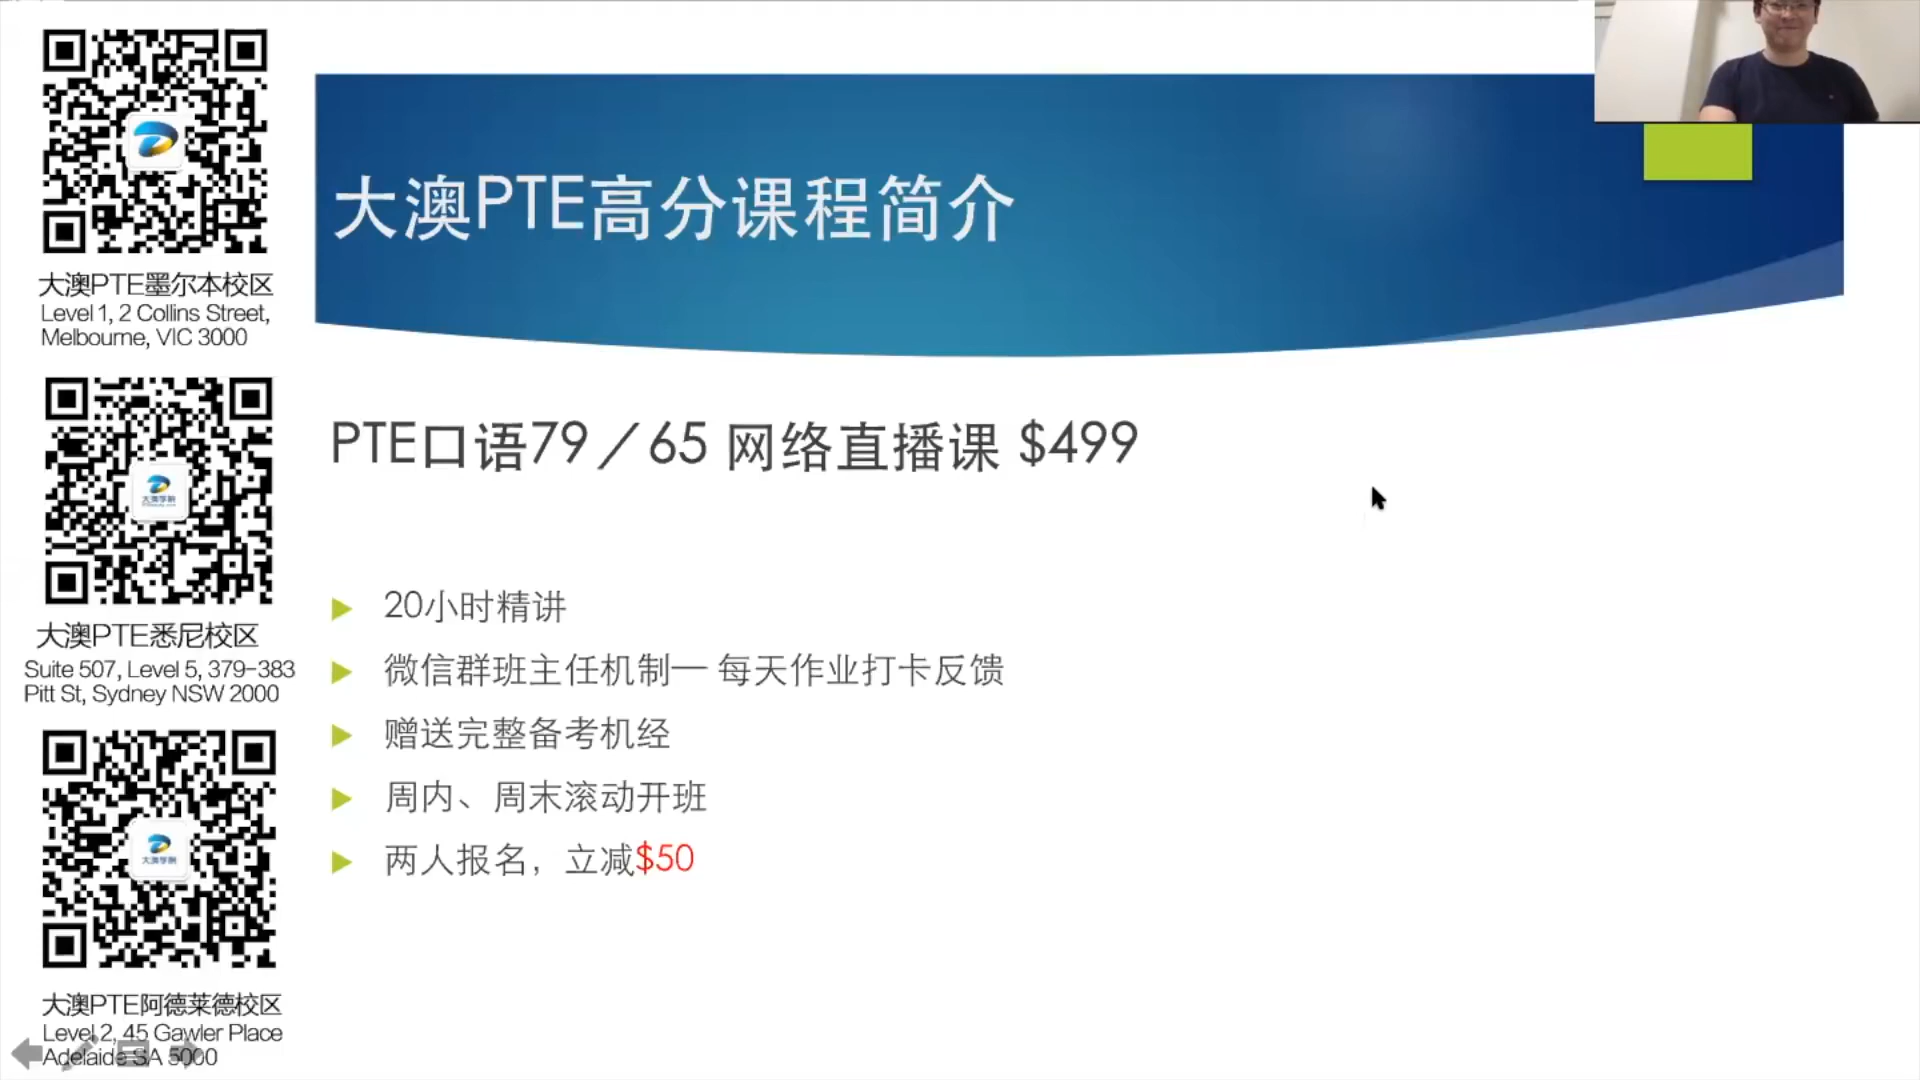 大澳PTE墨尔本校区
Level 1, 2 Collins Street,
Melbourne, VIC 3000
大澳PTE悉尼校区
Suite 507, Level 5, 379-383
Pitt St, Sydney NSW 2000
大澳PTE阿德莱德校区
Level 2, 45 Gawler Place
Adelaide SA 5000
大澳PTE高分课程简介
PTE口语79／65 网络直播课 $499
20小时精讲
微信群班主任机制— 每天作业打卡反馈
赠送完整备考机经
周内、周末滚动开班
两人报名，立减$50